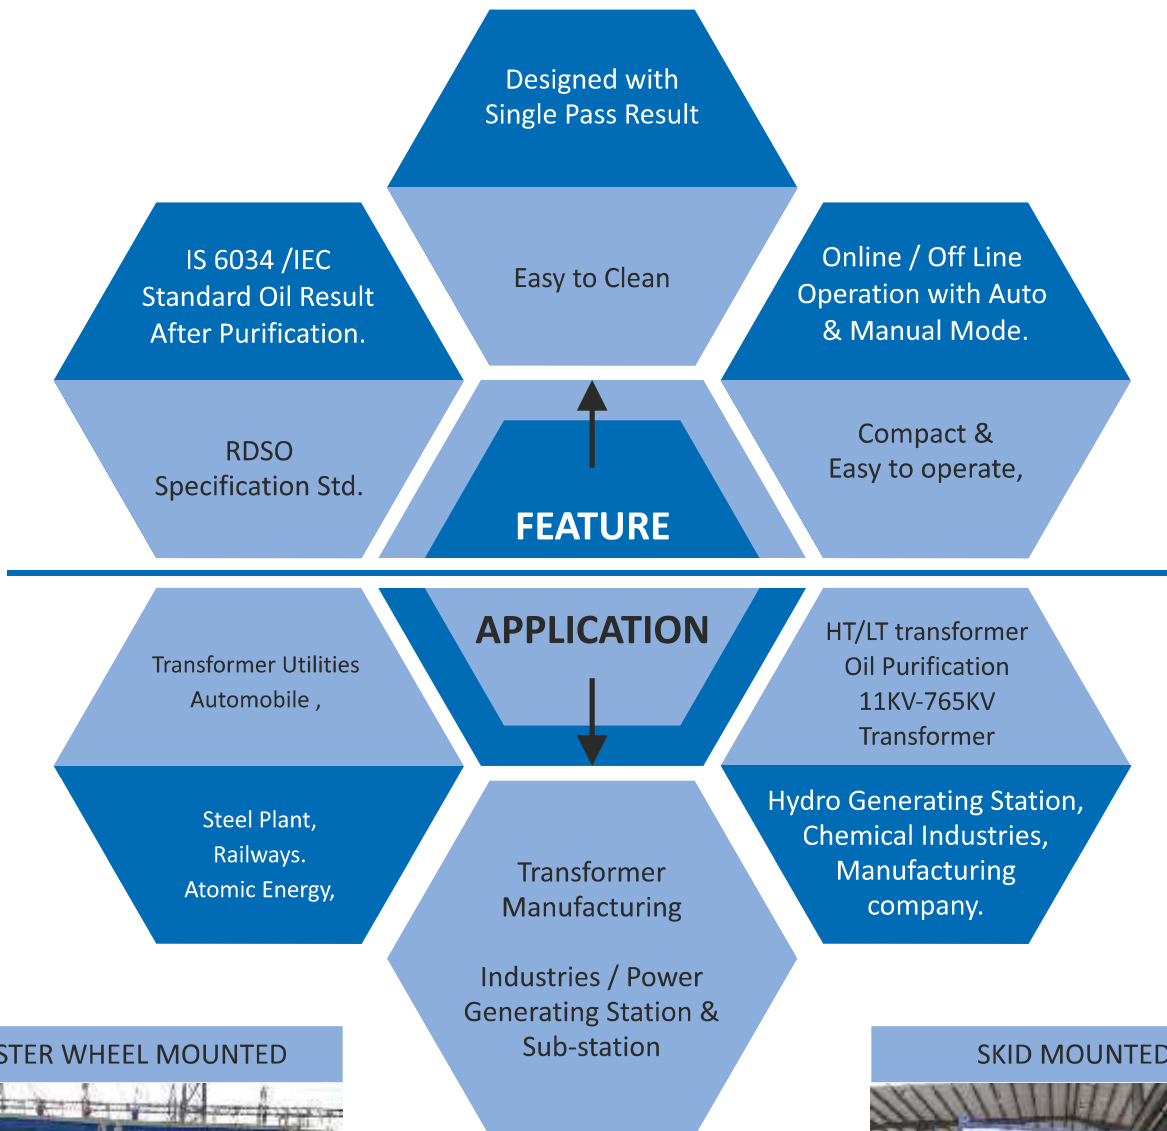 Designed with
Single Pass Result
Easy to Clean
IS 6034 /IEC
Standard Oil Result
After Purification.
RDSO
Specification Std.
Online / Off Line
Operation with Auto
& Manual Mode.
Compact &
Easy to operate,
FEATURE
APPLICATION
Transformer Utilities
Automobile ,
Steel Plant,
Railways.
Atomic Energy,
HT/LT transformer
Oil Purification
11KV-765KV
Transformer
Hydro Generating Station,
Chemical Industries,
Manufacturing
company.
Transformer
Manufacturing
Industries / Power
Generating Station &
Sub-station
STER WHEEL MOUNTED
SKID MOUNTED